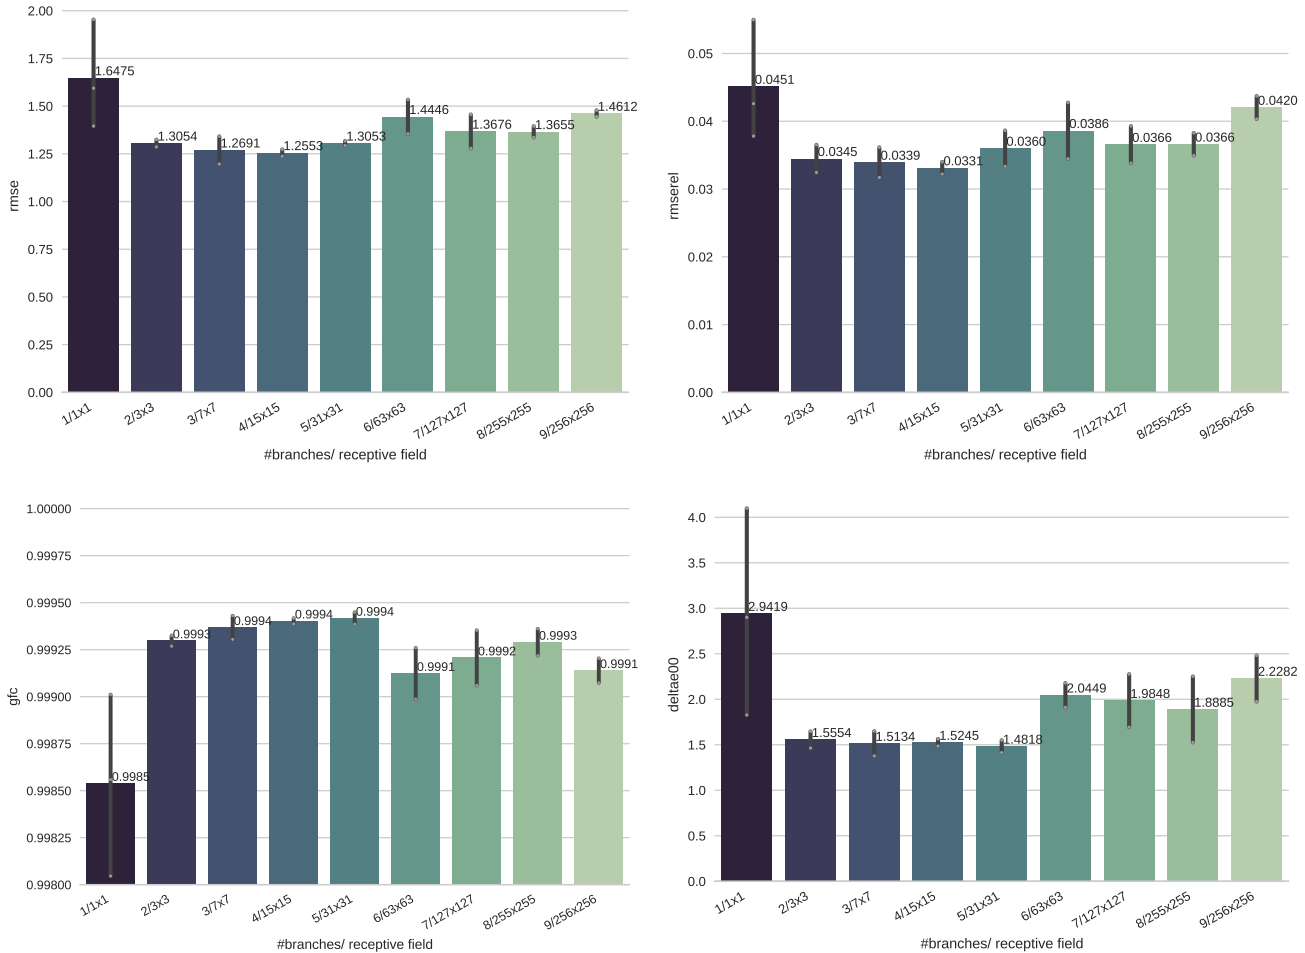 2.00
1.75
1.50
1.25
1.00
0.75
0.50
0.25
0.00
rmse
1.6475
1.3054
1.2691
1.2553
1.3053
1.4446
1.3676
1.3655
1.4612
1/1x1
2/3x3
3/7x7
4/15x15
5/31x31
6/63x63
7/127x127
8/255x255
9/256x256
#branches/ receptive field
0.05
0.04
0.03
0.02
0.01
0.00
rmserel
0.0451
0.0345
0.0339
0.0331
0.0360
0.0386
0.0366
0.0366
0.0420
1/1x1
2/3x3
3/7x7
4/15x15
5/31x31
6/63x63
7/127x127
8/255x255
9/256x256
#branches/ receptive field
1.00000
0.99975
0.99950
0.99925
0.99900
0.99875
0.99850
0.99825
0.99800
gfc
0.9985
0.9993
0.9994
0.9994
0.9994
0.9991
0.9992
0.9993
0.9991
1/1x1
2/3x3
3/7x7
4/15x15
5/31x31
6/63x63
7/127x127
8/255x255
9/256x256
#branches/ receptive field
4.0
3.5
3.0
2.5
2.0
1.5
1.0
0.5
0.0
deltae00
2.9419
1.5554
1.5134
1.5245
1.4818
2.0449
1.9848
1.8885
2.2282
1/1x1
2/3x3
3/7x7
4/15x15
5/31x31
6/63x63
7/127x127
8/255x255
9/256x256
#branches/ receptive field